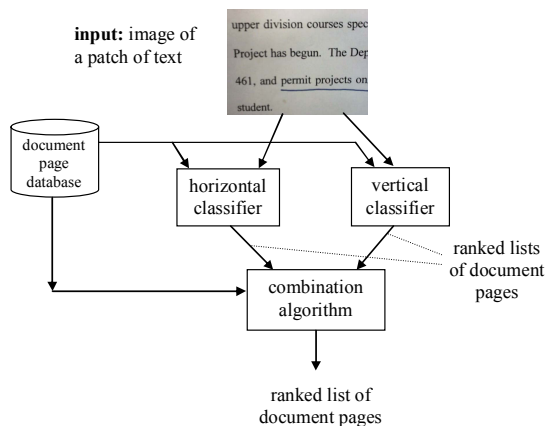 input: image of
a patch of text
upper division courses spec
Project has begun. The Dep
461, and permit projects on
student.
document
page
database
horizontal
classifier
vertical
classifier
ranked lists
of document
pages
combination
algorithm
ranked list of
document pages